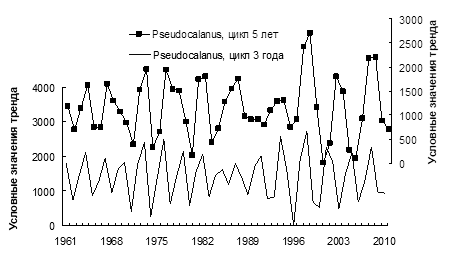 Pseudocalanus, цикл 5 лет
Pseudocalanus, цикл 3 года
Условные значения тренда
4000
3000
2000
1000
0
3000
2500
2000
1500
1000
500
0
Условные значения тренда
1961 1968 1975 1982 1989 1996 2003 2010